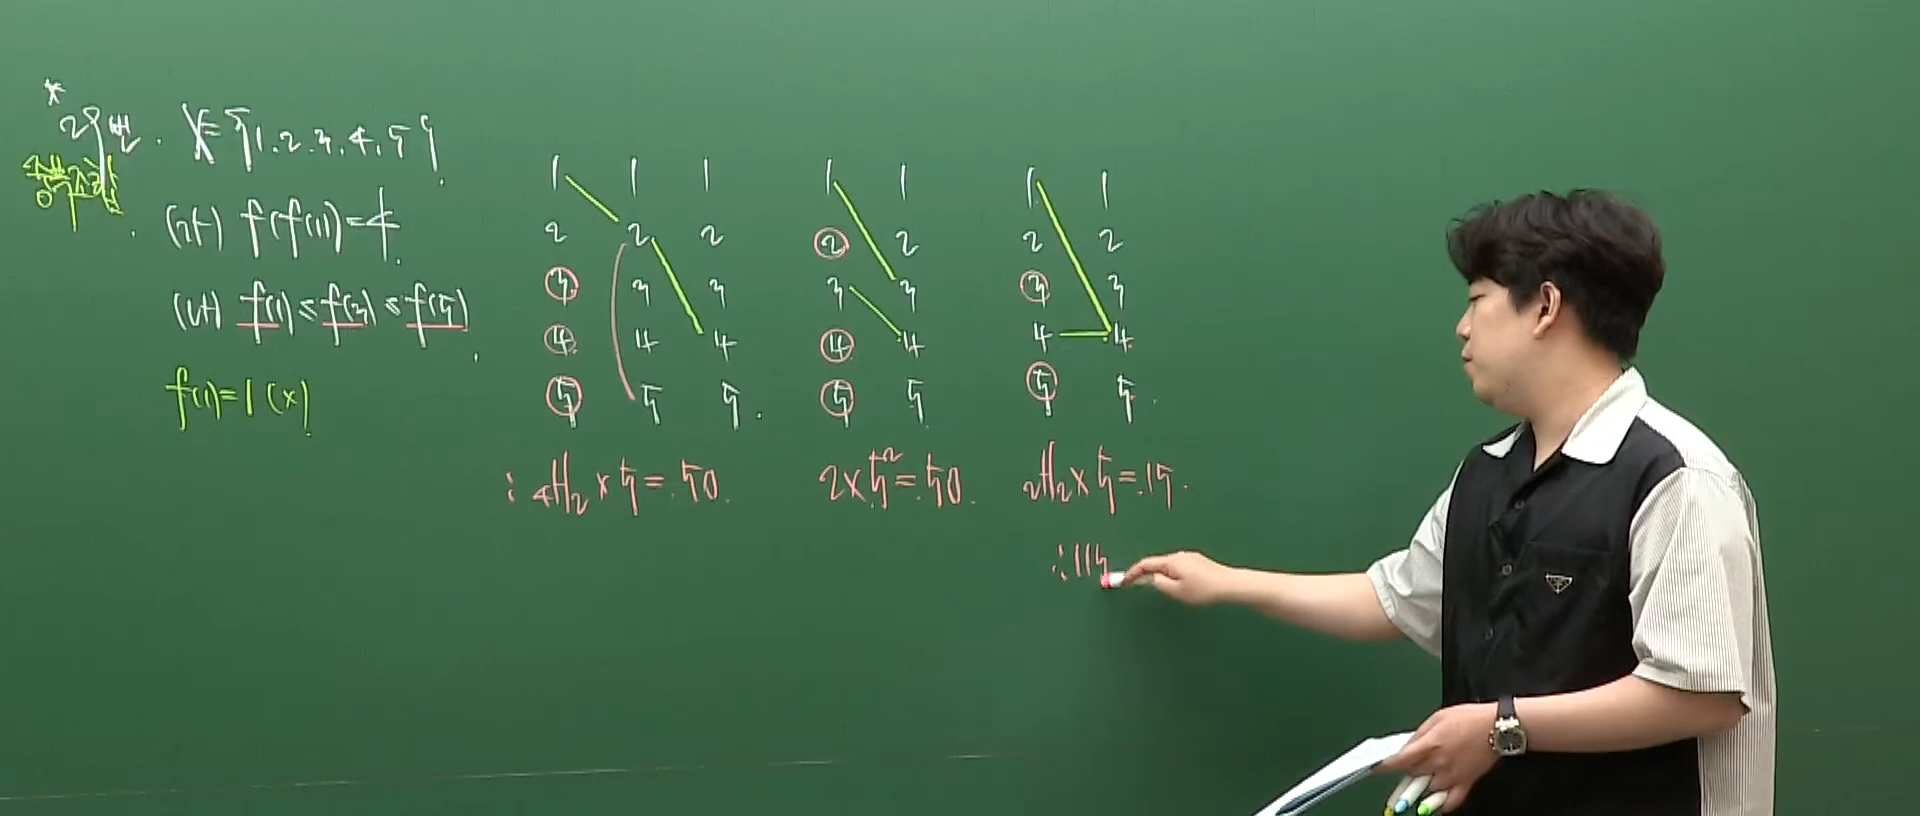 X={1.2.3.4.5}.
(가) f(f(1))=4.
(나) f(1)≤f(3)≤f(5).
f(1)=1 (x).
1 1 1
2 2 2
3 3 3
4 4 4
5 5 5.
∴ ₄H₂×5=50.
1 1
2 2
3 3
4 4
5 5.
2×5²=50.
1 1
2 2
3 3
4 4
5 5.
₂H₂×5=15.
∴115